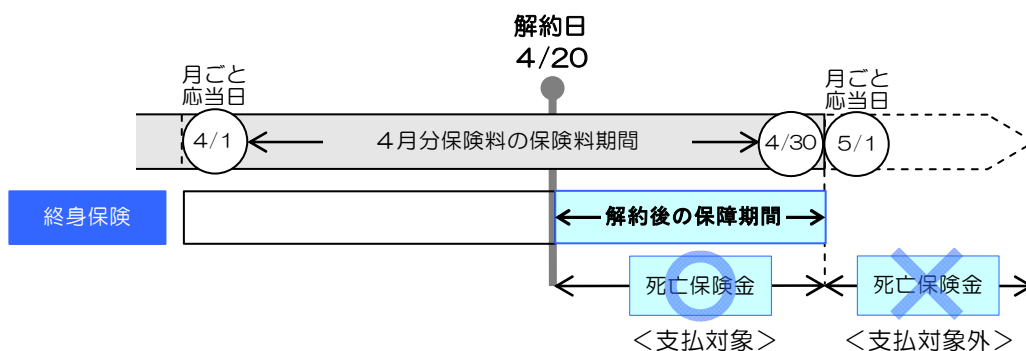 解約日
4/20
月ごと
応当日
月ごと
応当日
4/1
４月分保険料の保険料期間
4/30
5/1
終身保険
解約後の保障期間
死亡保険金
死亡保険金
＜支払対象＞
＜支払対象外＞